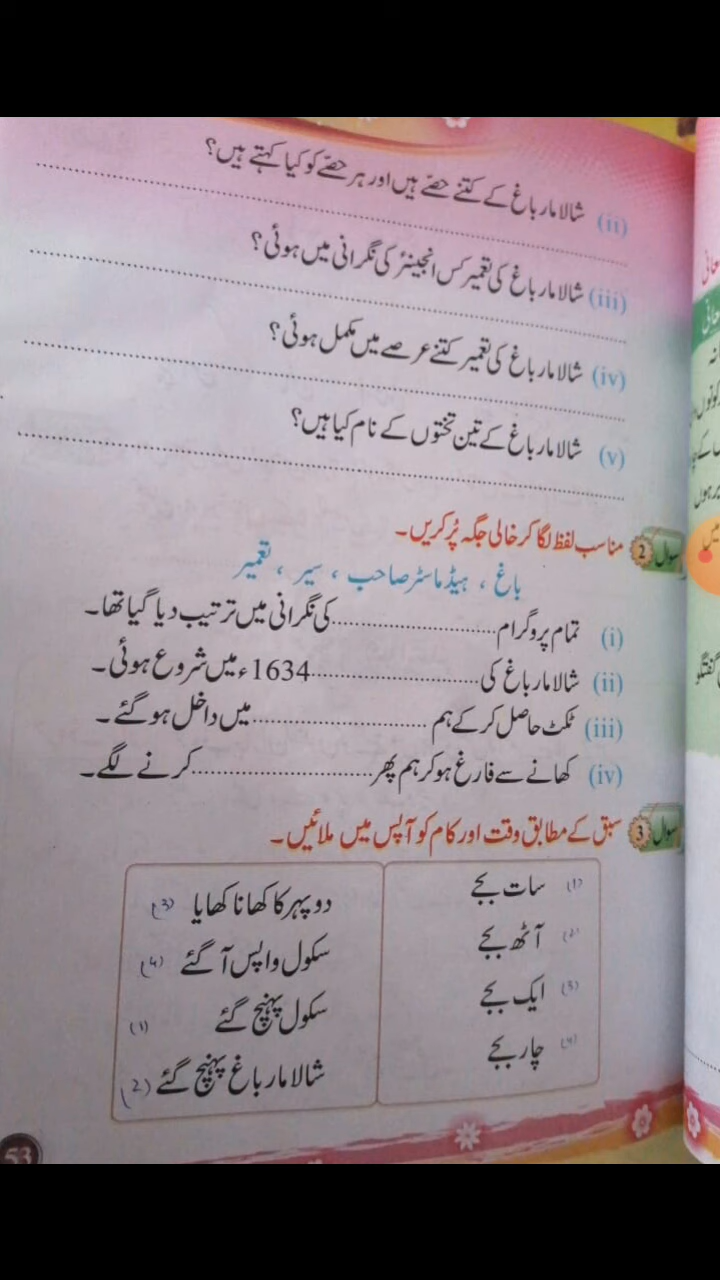 (ii) شالامار باغ کے کتنے حصّے ہیں اور ہر حصّے کو کیا کہتے ہیں؟
(iii) شالامار باغ کی تعمیر کس انجینئر کی نگرانی میں ہوئی؟
(iv) شالامار باغ کی تعمیر کتنے عرصے میں مکمل ہوئی؟
(v) شالامار باغ کے تین تختوں کے نام کیا ہیں؟
سوال 2 مناسب لفظ لگا کر خالی جگہ پُر کریں۔
باغ ، ہیڈ ماسٹر صاحب ، سیر ، تعمیر
(i) تمام پروگرام ............ کی نگرانی میں ترتیب دیا گیا تھا۔
(ii) شالامار باغ کی ............ 1634ء میں شروع ہوئی۔
(iii) ٹکٹ حاصل کر کے ہم ............ میں داخل ہو گئے۔
(iv) کھانے سے فارغ ہو کر ہم پھر ............ کرنے لگے۔
سوال 3 سبق کے مطابق وقت اور کام کو آپس میں ملائیں۔
(1) سات بجے دوپہر کا کھانا کھایا (3)
(2) آٹھ بجے سکول واپس آ گئے (4)
(3) ایک بجے سکول پہنچ گئے (1)
(4) چار بجے شالامار باغ پہنچ گئے (2)
53